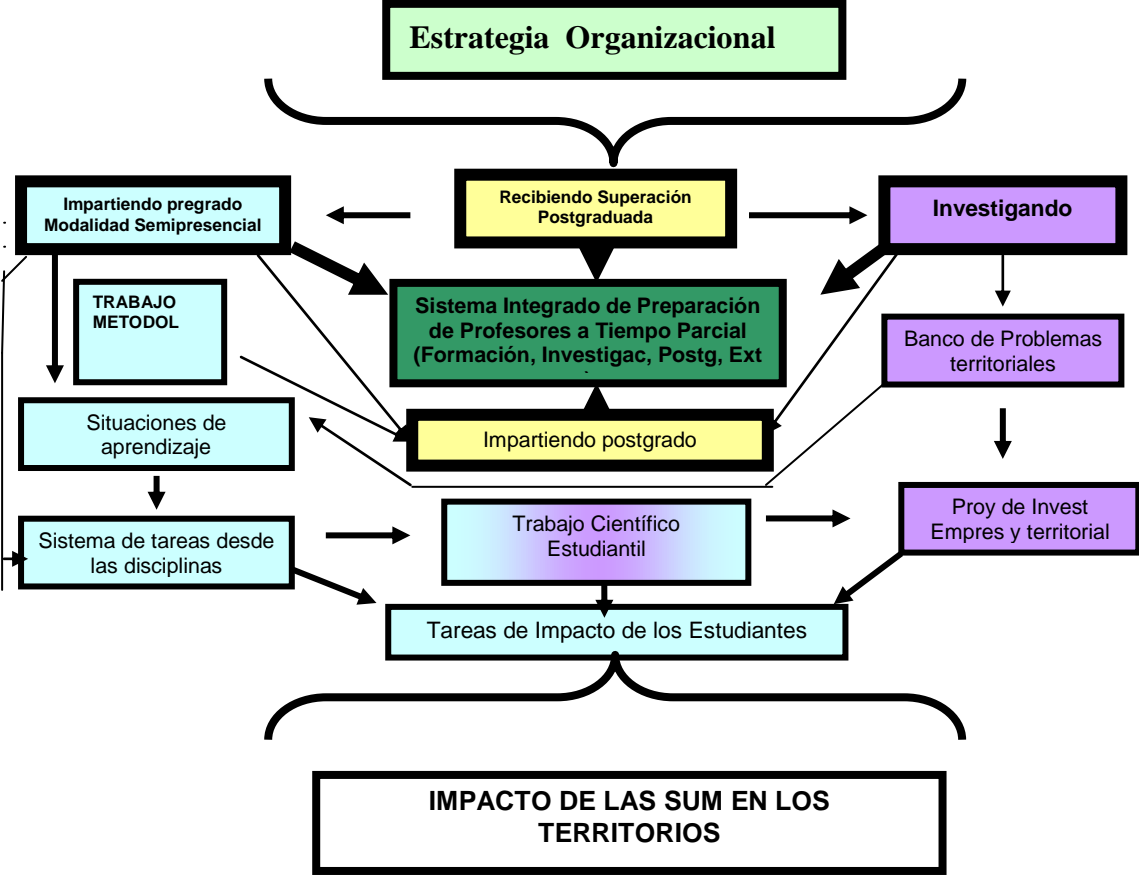 Estrategia Organizacional
Impartiendo pregrado
Modalidad Semipresencial
Recibiendo Superación
Postgraduada
Investigando
TRABAJO
METODOL
Sistema Integrado de Preparación
de Profesores a Tiempo Parcial
(Formación, Investigac, Postg, Ext
Banco de Problemas
territoriales
Situaciones de
aprendizaje
Impartiendo postgrado
Sistema de tareas desde
las disciplinas
Trabajo Científico
Estudiantil
Proy de Invest
Empres y territorial
Tareas de Impacto de los Estudiantes
IMPACTO DE LAS SUM EN LOS
TERRITORIOS